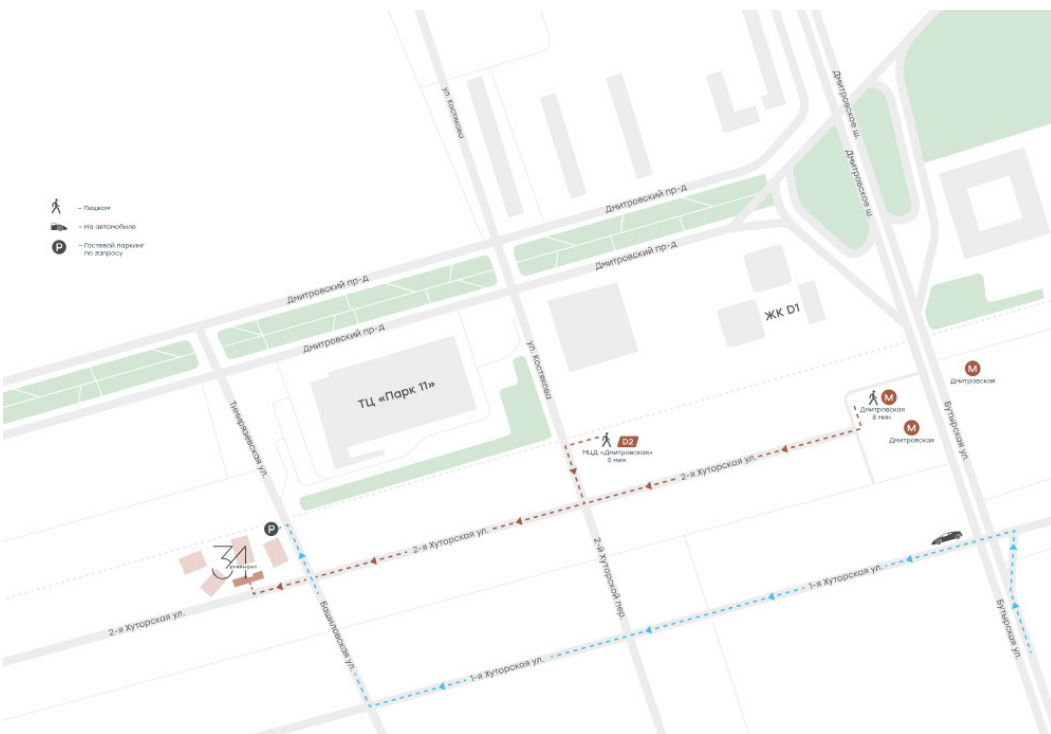 ул. Костякова
Дмитровское ш.
Дмитровское ш.
– Пешком
– На автомобиле
P
– Гостевой паркинг
по запросу
Дмитровский пр-д
Дмитровский пр-д
Дмитровский пр-д
Дмитровский пр-д
ЖК D1
ул. Костякова
ТЦ «Парк 11»
M
Дмитровская
M
Дмитровская
8 мин.
M
Дмитровская
Тимирязевская ул.
Бутырская ул.
D2
МЦД «Дмитровская»
5 мин.
2-я Хуторская ул.
P
31
2-я Хуторская ул.
2-й Хуторской пер.
1-я Хуторская ул.
2-я Хуторская ул.
Башиловская ул.
Бутырская ул.
1-я Хуторская ул.